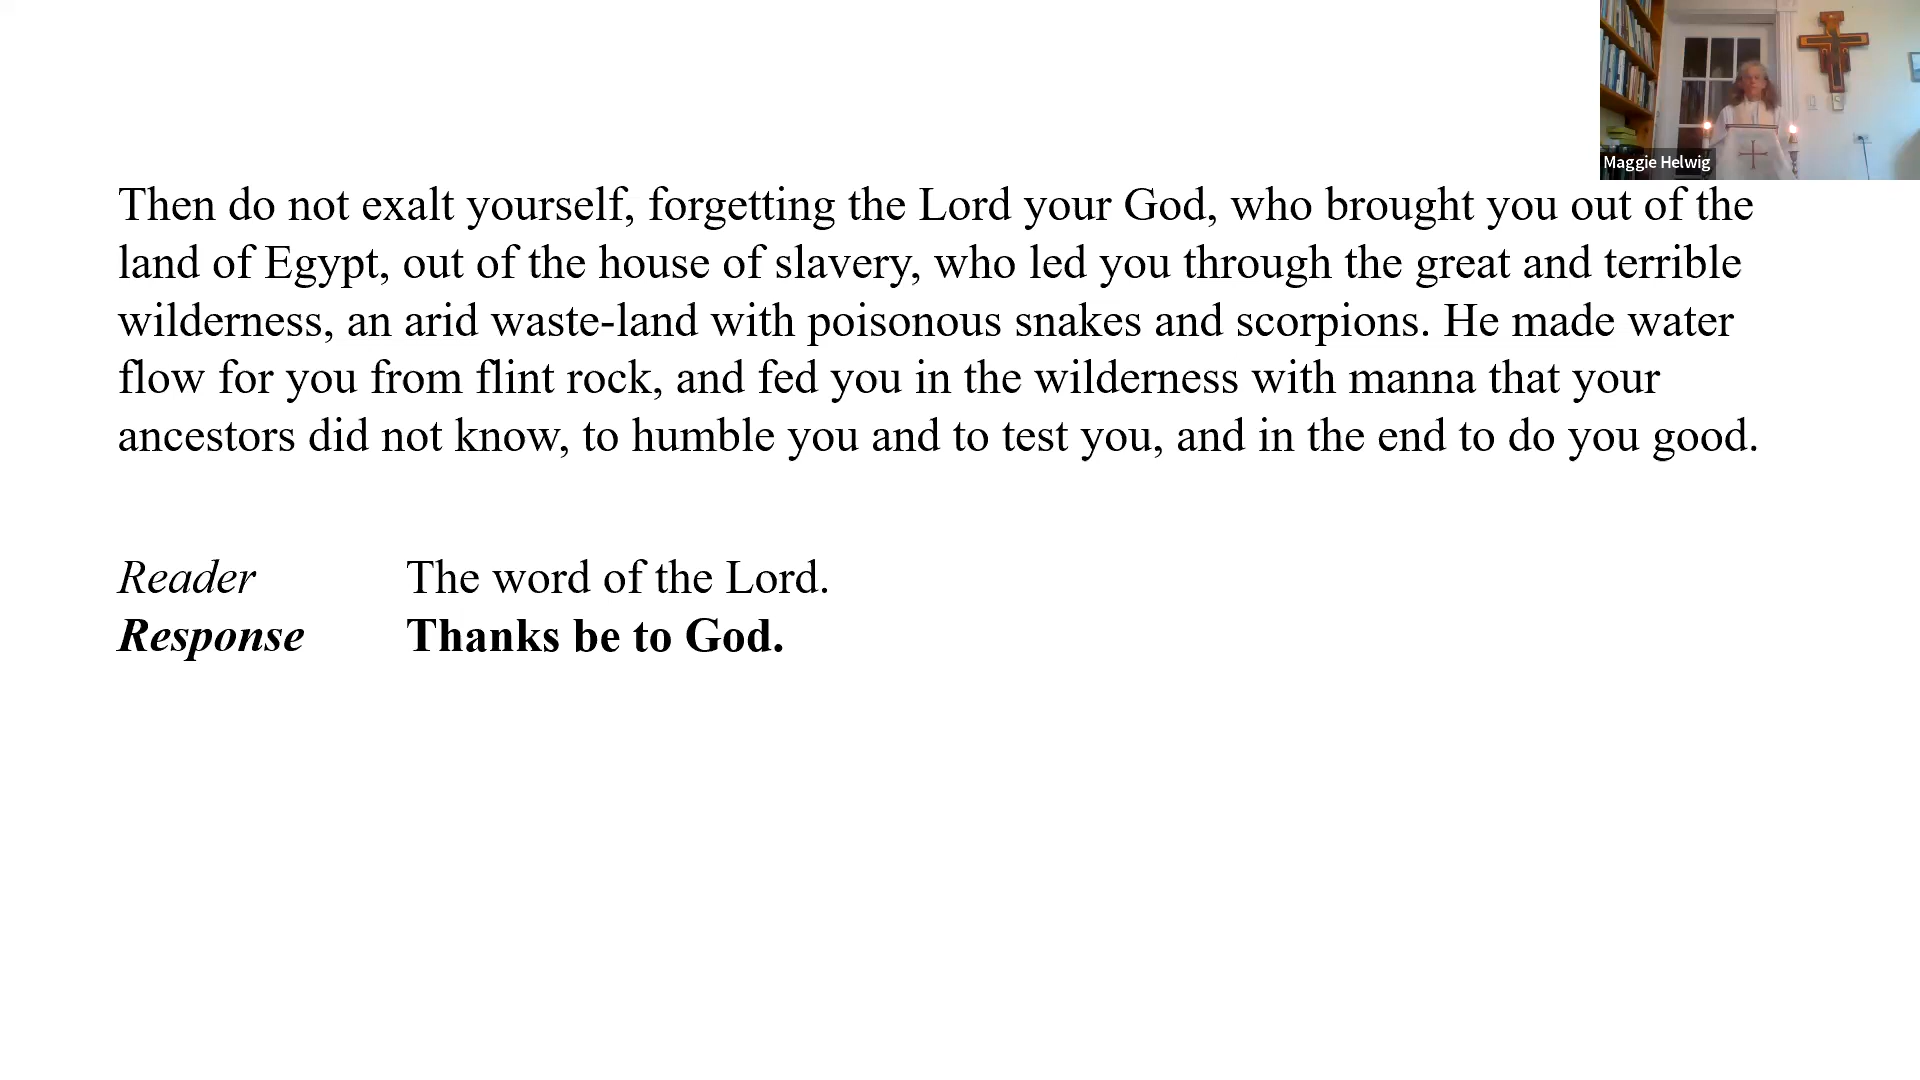 Maggie Helwig
Then do not exalt yourself, forgetting the Lord your God, who brought you out of the
land of Egypt, out of the house of slavery, who led you through the great and terrible
wilderness, an arid waste-land with poisonous snakes and scorpions. He made water
flow for you from flint rock, and fed you in the wilderness with manna that your
ancestors did not know, to humble you and to test you, and in the end to do you good.
Reader The word of the Lord.
Response Thanks be to God.